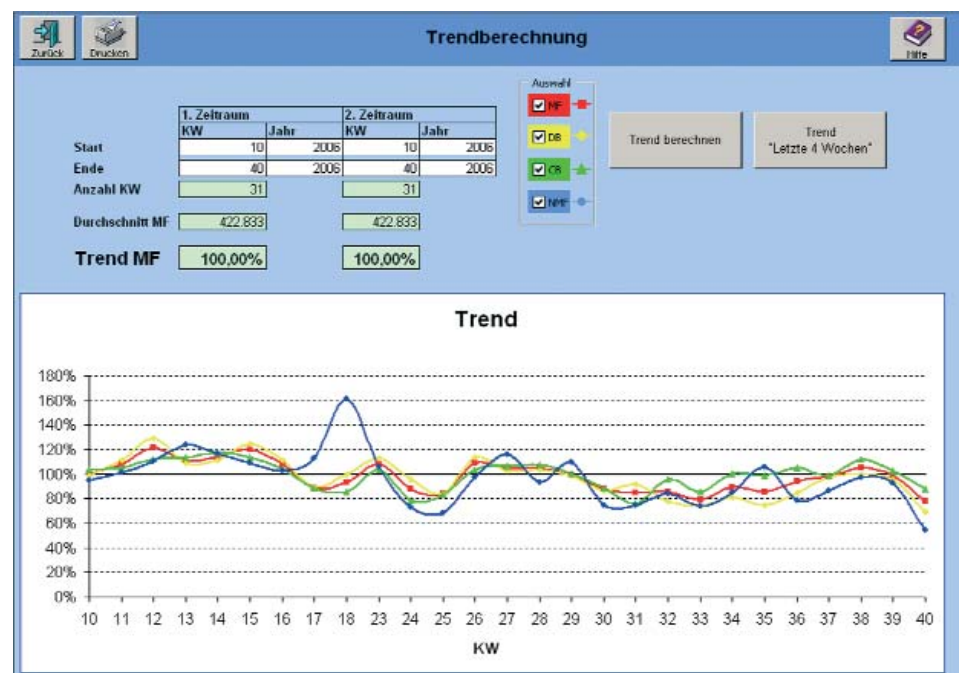 Zurück
Drucken
Trendberechnung
Hilfe
1. Zeitraum 2. Zeitraum
KW Jahr KW Jahr
Start 10 2006 10 2006
Ende 40 2006 40 2006
Anzahl KW 31 31
Durchschnitt MF 422.833 422.833
Trend MF 100,00% 100,00%
Auswahl
MF
DB
CB
NMF
Trend berechnen
Trend
"Letzte 4 Wochen"
Trend
180%
160%
140%
120%
100%
80%
60%
40%
20%
0%
10 11 12 13 14 15 16 17 18 23 24 25 26 27 28 29 30 31 32 33 34 35 36 37 38 39 40
KW